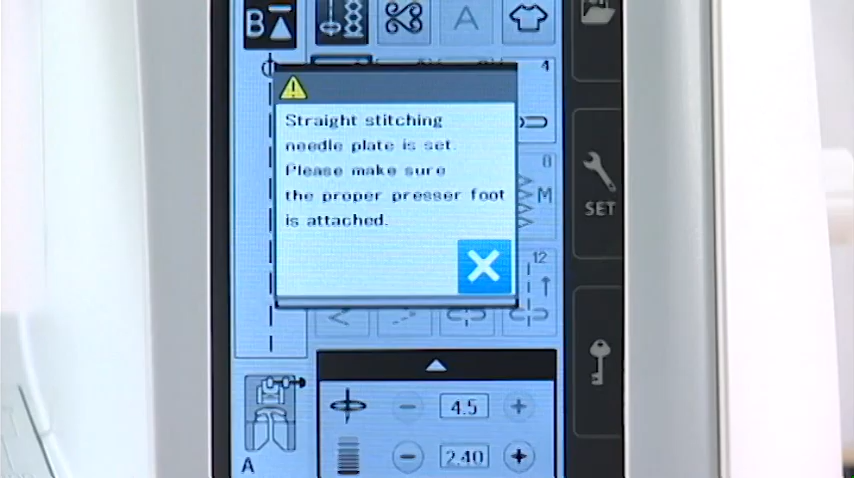 B
A
4
Straight stitching
needle plate is set.
Please make sure
the proper presser foot
is attached.
8
M
SET
12
4.5
2.40
A